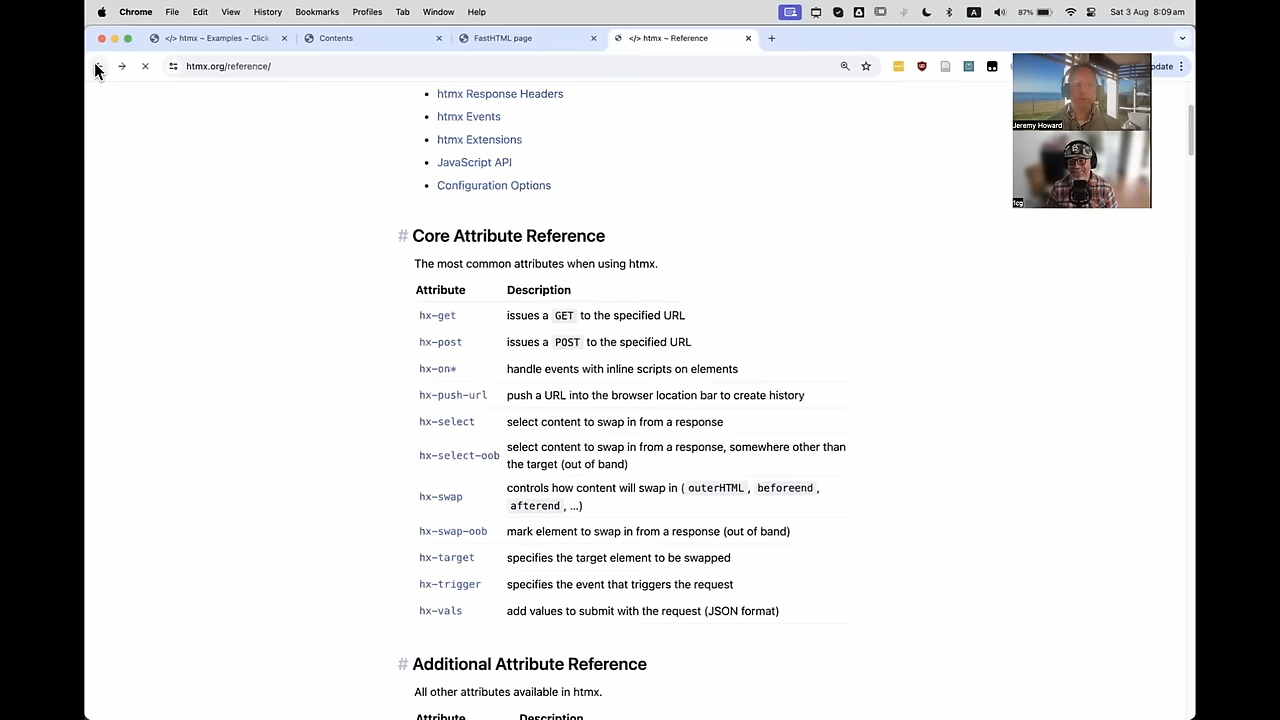 Chrome File Edit View History Bookmarks Profiles Tab Window Help A 87% Sat 3 Aug 8:09 am
</> htmx ~ Examples ~ Click Contents FastHTML page </> htmx ~ Reference
htmx.org/reference/
Jeremy Howard
1cg
• htmx Response Headers
• htmx Events
• htmx Extensions
• JavaScript API
• Configuration Options
# Core Attribute Reference
The most common attributes when using htmx.
Attribute Description
hx-get issues a GET to the specified URL
hx-post issues a POST to the specified URL
hx-on* handle events with inline scripts on elements
hx-push-url push a URL into the browser location bar to create history
hx-select select content to swap in from a response
hx-select-oob select content to swap in from a response, somewhere other than
the target (out of band)
hx-swap controls how content will swap in ( outerHTML , beforeend ,
afterend , …)
hx-swap-oob mark element to swap in from a response (out of band)
hx-target specifies the target element to be swapped
hx-trigger specifies the event that triggers the request
hx-vals add values to submit with the request (JSON format)
# Additional Attribute Reference
All other attributes available in htmx.
Attribute Description